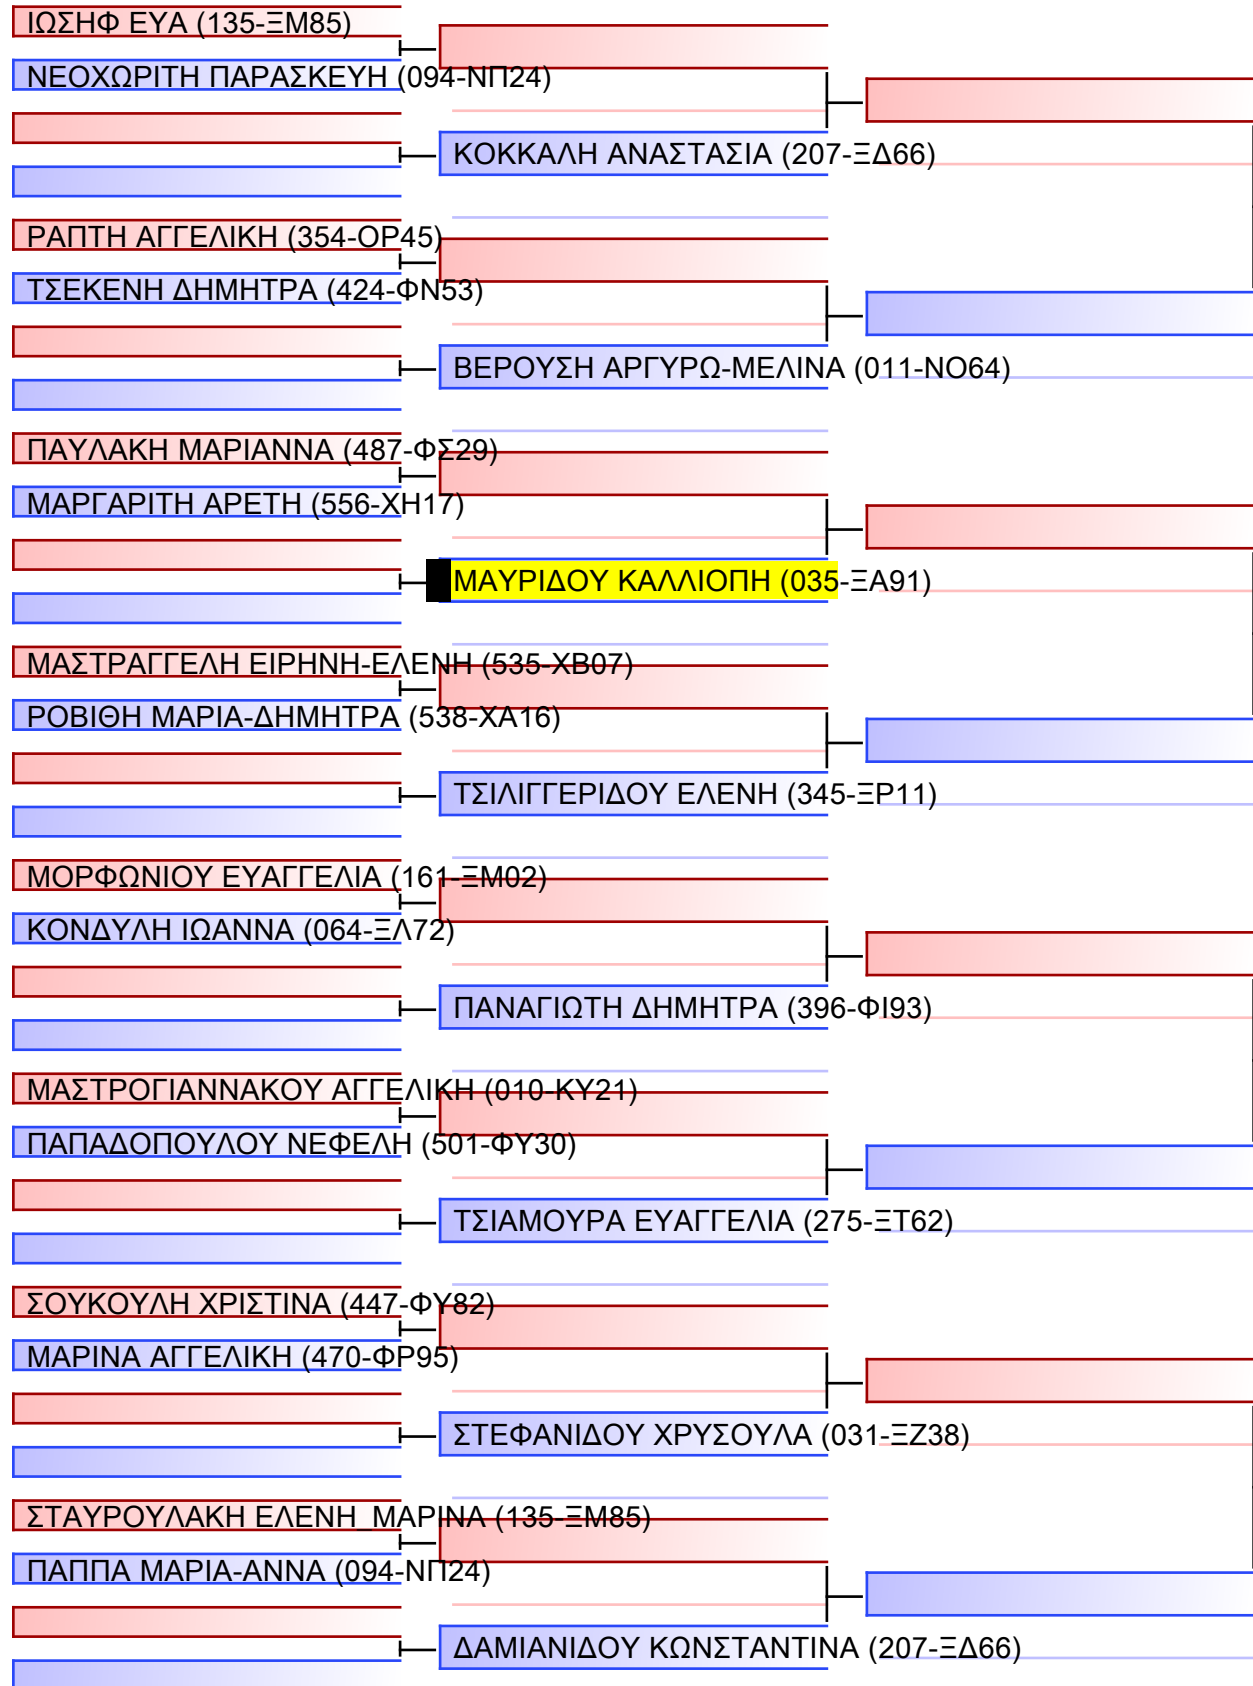 ΙΩΣΗΦ ΕΥΑ (135-ΞΜ85)
ΝΕΟΧΩΡΙΤΗ ΠΑΡΑΣΚΕΥΗ (094-ΝΠ24)
ΚΟΚΚΑΛΗ ΑΝΑΣΤΑΣΙΑ (207-ΞΔ66)
ΡΑΠΤΗ ΑΓΓΕΛΙΚΗ (354-ΟΡ45)
ΤΣΕΚΕΝΗ ΔΗΜΗΤΡΑ (424-ΦΝ53)
ΒΕΡΟΥΣΗ ΑΡΓΥΡΩ-ΜΕΛΙΝΑ (011-ΝΟ64)
ΠΑΥΛΑΚΗ ΜΑΡΙΑΝΝΑ (487-ΦΣ29)
ΜΑΡΓΑΡΙΤΗ ΑΡΕΤΗ (556-ΧΗ17)
ΜΑΥΡΙΔΟΥ ΚΑΛΛΙΟΠΗ (035-ΞΑ91)
ΜΑΣΤΡΑΓΓΕΛΗ ΕΙΡΗΝΗ-ΕΛΕΝΗ (535-ΧΒ07)
ΡΟΒΙΘΗ ΜΑΡΙΑ-ΔΗΜΗΤΡΑ (538-ΧΑ16)
ΤΣΙΛΙΓΓΕΡΙΔΟΥ ΕΛΕΝΗ (345-ΞΡ11)
ΜΟΡΦΩΝΙΟΥ ΕΥΑΓΓΕΛΙΑ (161-ΞΜ02)
ΚΟΝΔΥΛΗ ΙΩΑΝΝΑ (064-ΞΛ72)
ΠΑΝΑΓΙΩΤΗ ΔΗΜΗΤΡΑ (396-ΦΙ93)
ΜΑΣΤΡΟΓΙΑΝΝΑΚΟΥ ΑΓΓΕΛΙΚΗ (010-ΚΥ21)
ΠΑΠΑΔΟΠΟΥΛΟΥ ΝΕΦΕΛΗ (501-ΦΥ30)
ΤΣΙΑΜΟΥΡΑ ΕΥΑΓΓΕΛΙΑ (275-ΞΤ62)
ΣΟΥΚΟΥΛΗ ΧΡΙΣΤΙΝΑ (447-ΦΥ82)
ΜΑΡΙΝΑ ΑΓΓΕΛΙΚΗ (470-ΦΡ95)
ΣΤΕΦΑΝΙΔΟΥ ΧΡΥΣΟΥΛΑ (031-ΞΖ38)
ΣΤΑΥΡΟΥΛΑΚΗ ΕΛΕΝΗ_ΜΑΡΙΝΑ (135-ΞΜ85)
ΠΑΠΠΑ ΜΑΡΙΑ-ΑΝΝΑ (094-ΝΠ24)
ΔΑΜΙΑΝΙΔΟΥ ΚΩΝΣΤΑΝΤΙΝΑ (207-ΞΔ66)